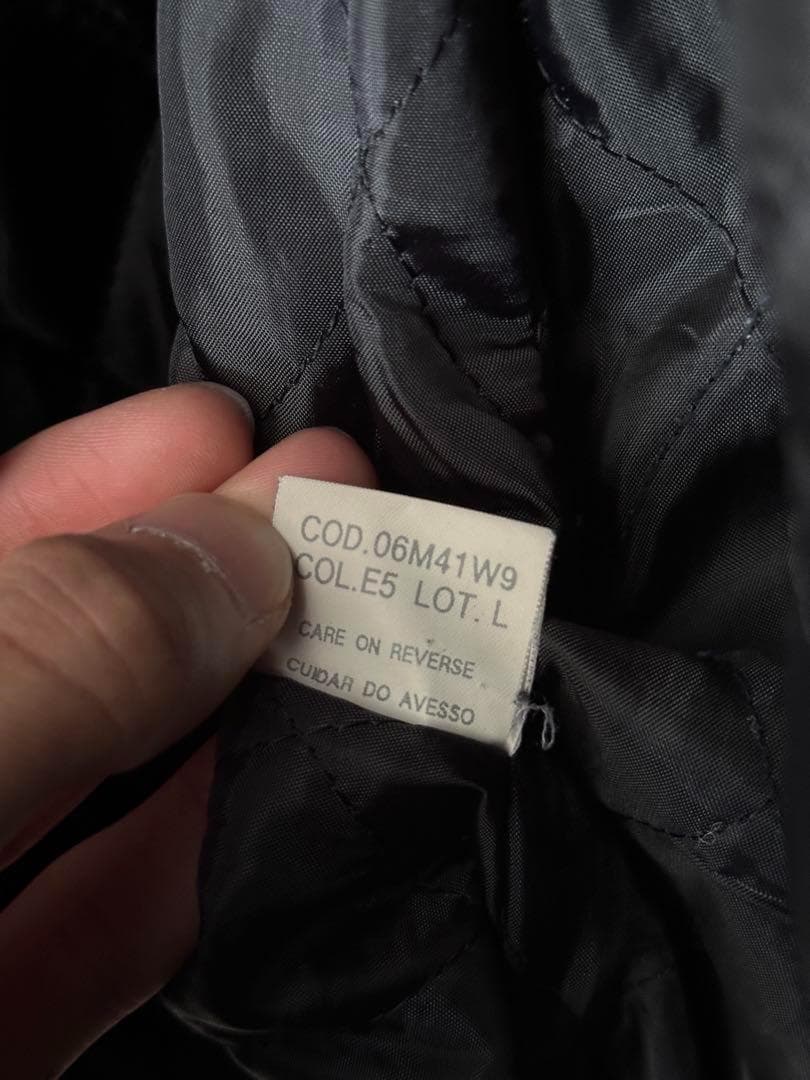 COD.06M41W9
COL.E5 LOT. L
CARE ON REVERSE
CUIDAR DO AVESSO